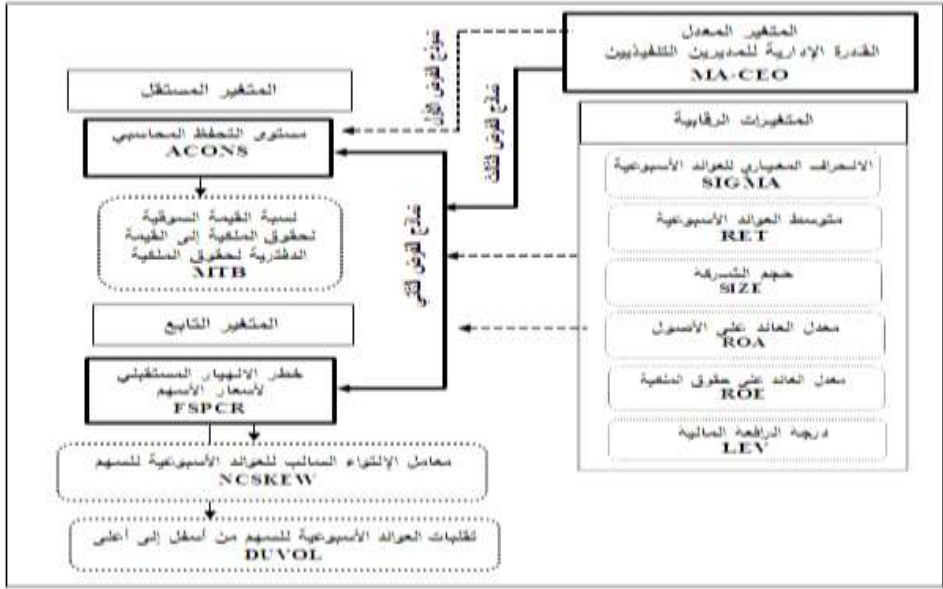 المتغير المعدل
القدرة الإدارية للمديرين التنفيذيين
MA-CEO
المتغيرات الرقابية
الانحراف المعياري للعوائد الأسبوعية
SIGMA
متوسط العوائد الأسبوعية
RET
حجم الشركة
SIZE
معدل العائد على الأصول
ROA
معدل العائد على حقوق الملكية
ROE
درجة الرافعة المالية
LEV
نموذج الفرض الأول
نماذج الفرض الثالث
نماذج الفرض الثاني
المتغير المستقل
مستوى التحفظ المحاسبي
ACONS
نسبة القيمة السوقية
لحقوق الملكية إلى القيمة
الدفترية لحقوق الملكية
MTB
المتغير التابع
خطر الانهيار المستقبلي
لأسعار الأسهم
FSPCR
معامل الإلتواء السالب للعوائد الأسبوعية للسهم
NCSKEW
تقلبات العوائد الأسبوعية للسهم من أسفل إلى أعلى
DUVOL